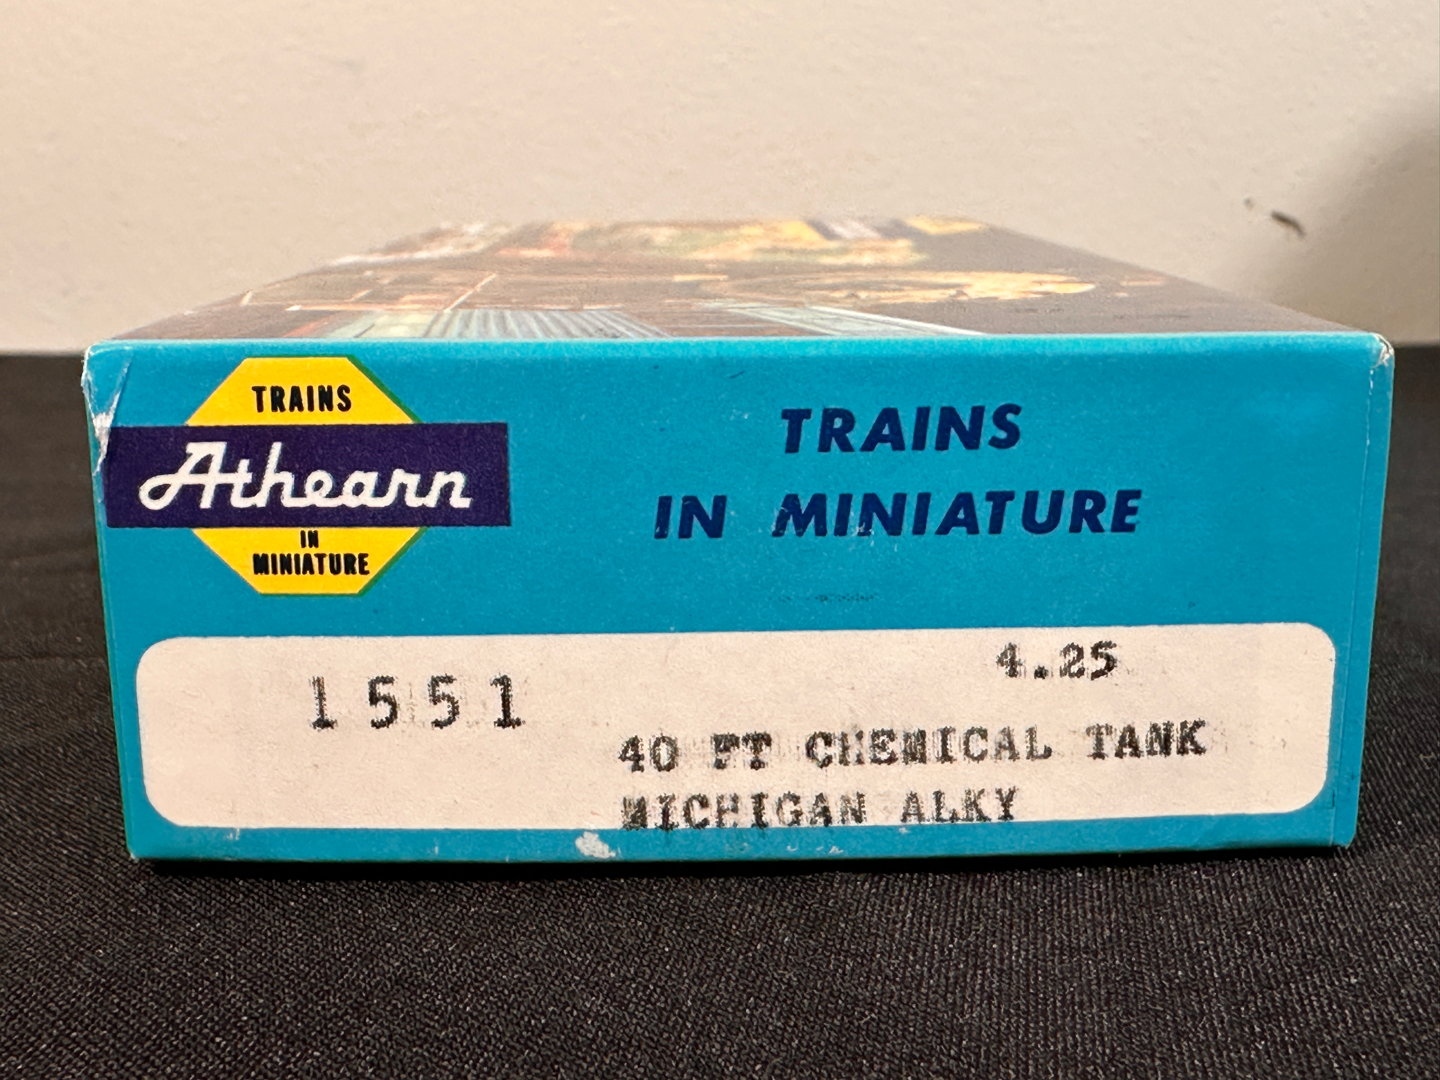 TRAINS
Athearn
IN
MINIATURE
TRAINS
IN MINIATURE
1551
4.25
40 FT CHEMICAL TANK
MICHIGAN ALKY